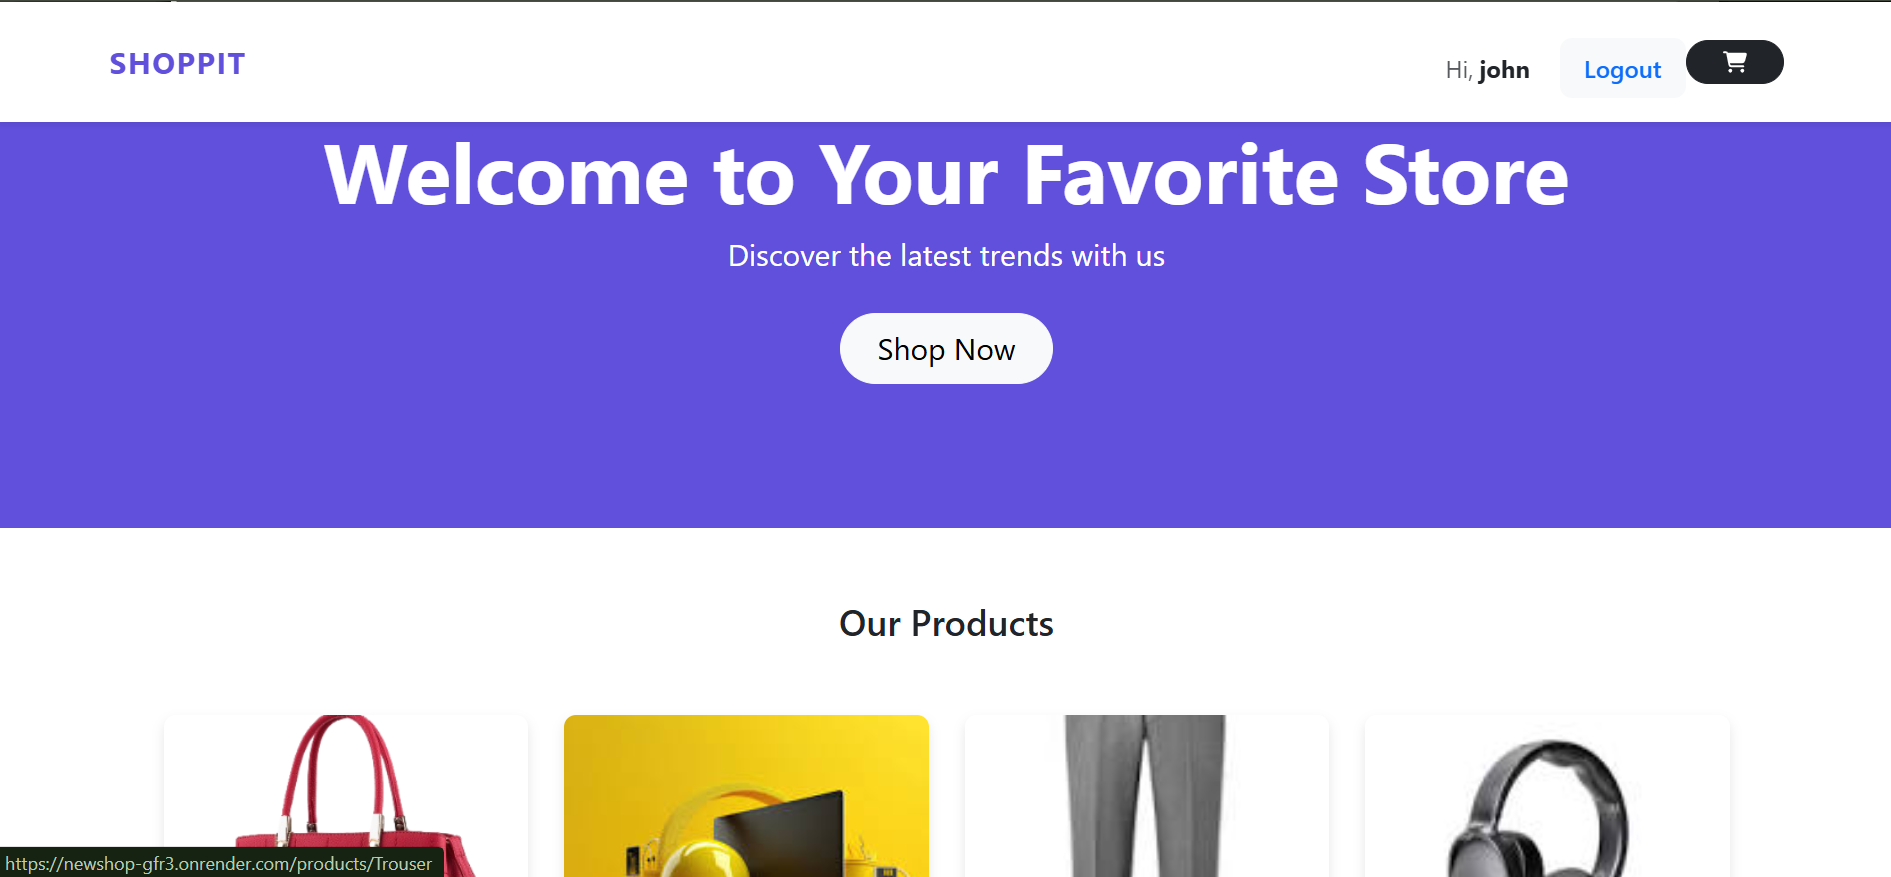 SHOPPIT
Hi, john
Logout
Welcome to Your Favorite Store
Discover the latest trends with us
Shop Now
Our Products
https://newshop-gfr3.onrender.com/products/Trouser